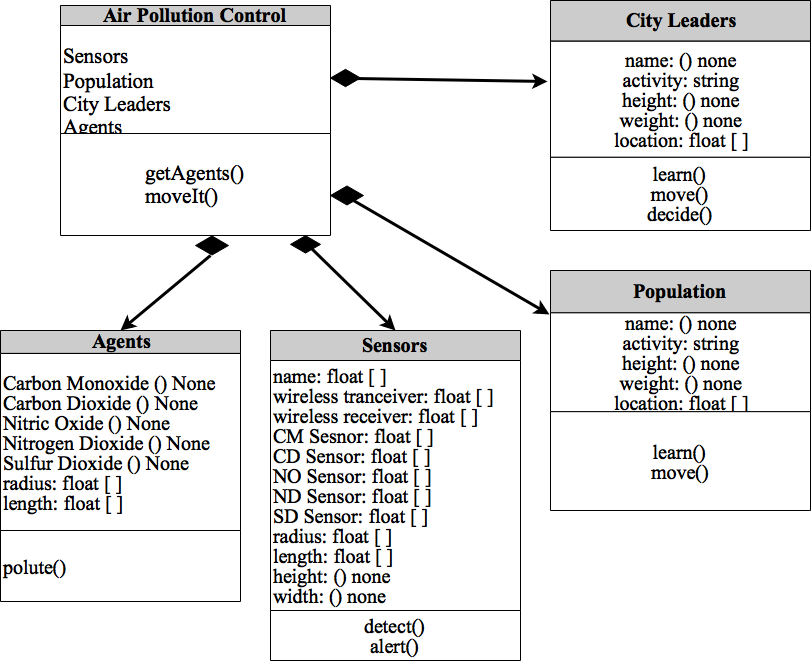 Air Pollution Control
Sensors
Population
City Leaders
Agents
getAgents()
moveIt()
City Leaders
name: () none
activity: string
height: () none
weight: () none
location: float [ ]
learn()
move()
decide()
Population
name: () none
activity: string
height: () none
weight: () none
location: float [ ]
learn()
move()
Agents
Carbon Monoxide () None
Carbon Dioxide () None
Nitric Oxide () None
Nitrogen Dioxide () None
Sulfur Dioxide () None
radius: float [ ]
length: float [ ]
polute()
Sensors
name: float [ ]
wireless tranceiver: float [ ]
wireless receiver: float [ ]
CM Sesnor: float [ ]
CD Sensor: float [ ]
NO Sensor: float [ ]
ND Sensor: float [ ]
SD Sensor: float [ ]
radius: float [ ]
length: float [ ]
height: () none
width: () none
detect()
alert()